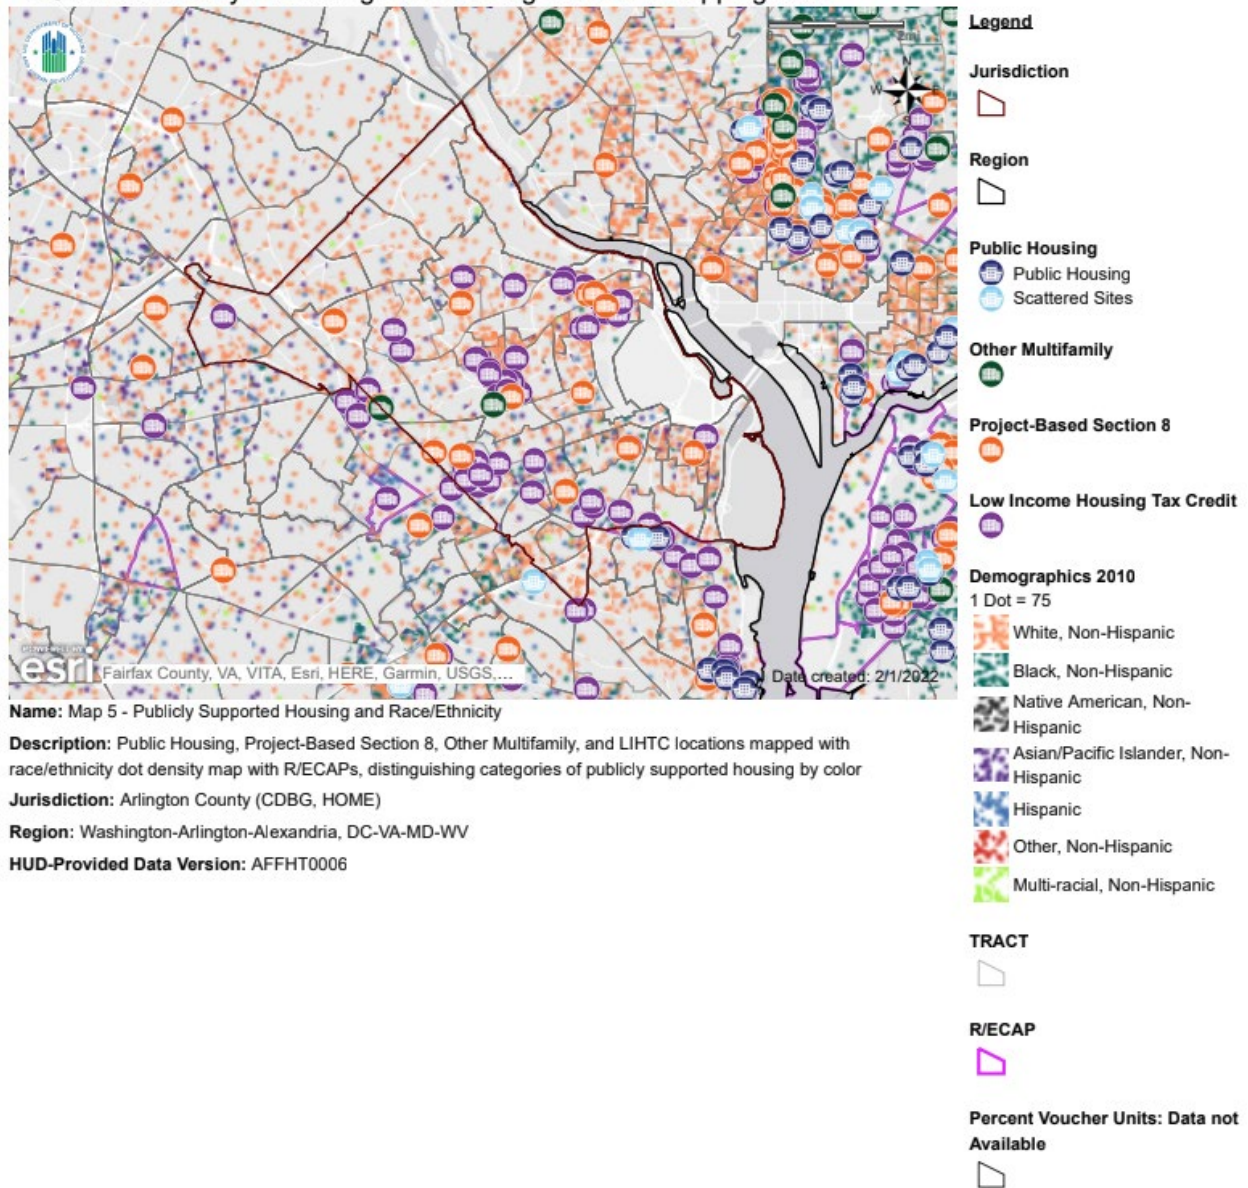 Legend
Jurisdiction
Region
Public Housing
Public Housing
Scattered Sites
Other Multifamily
Project-Based Section 8
Low Income Housing Tax Credit
Demographics 2010
1 Dot = 75
White, Non-Hispanic
Black, Non-Hispanic
Native American, Non-
Hispanic
Asian/Pacific Islander, Non-
Hispanic
Hispanic
Other, Non-Hispanic
Multi-racial, Non-Hispanic
TRACT
R/ECAP
Percent Voucher Units: Data not
Available
POWERED BY
esri
Fairfax County, VA, VITA, Esri, HERE, Garmin, USGS,...
Date created: 2/1/2022
Name: Map 5 - Publicly Supported Housing and Race/Ethnicity
Description: Public Housing, Project-Based Section 8, Other Multifamily, and LIHTC locations mapped with
race/ethnicity dot density map with R/ECAPs, distinguishing categories of publicly supported housing by color
Jurisdiction: Arlington County (CDBG, HOME)
Region: Washington-Arlington-Alexandria, DC-VA-MD-WV
HUD-Provided Data Version: AFFHT0006